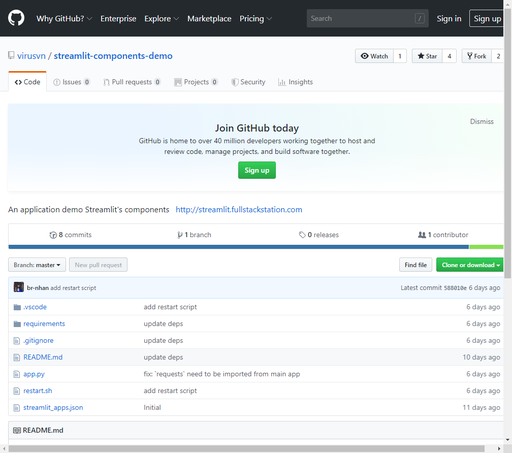 Why GitHub? Enterprise Explore Marketplace Pricing Search / Sign in Sign up
virusvn / streamlit-components-demo Watch 1 Star 4 Fork 2
Code Issues 0 Pull requests 0 Projects 0 Security Insights
Dismiss
Join GitHub today
GitHub is home to over 40 million developers working together to host and
review code, manage projects, and build software together.
Sign up
An application demo Streamlit's components http://streamlit.fullstackstation.com
8 commits 1 branch 0 releases 1 contributor
Branch: master New pull request Find file Clone or download
br-nhan add restart script Latest commit 588010e 6 days ago
.vscode add restart script 6 days ago
requirements update deps 6 days ago
.gitignore update deps 6 days ago
README.md update deps 10 days ago
app.py fix: `requests` need to be imported from main app 6 days ago
restart.sh add restart script 6 days ago
streamlit_apps.json Initial 11 days ago
README.md